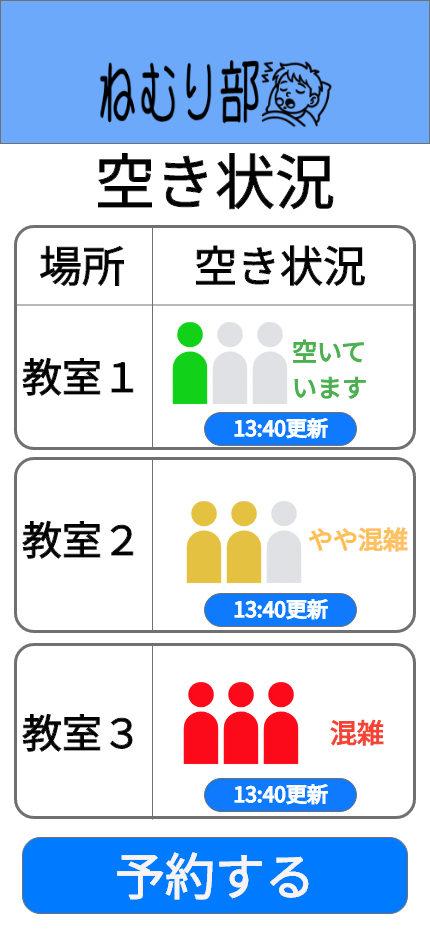 ねむり部
空き状況
場所
空き状況
教室１
空いて
います
13:40更新
教室２
やや混雑
13:40更新
教室３
混雑
13:40更新
予約する